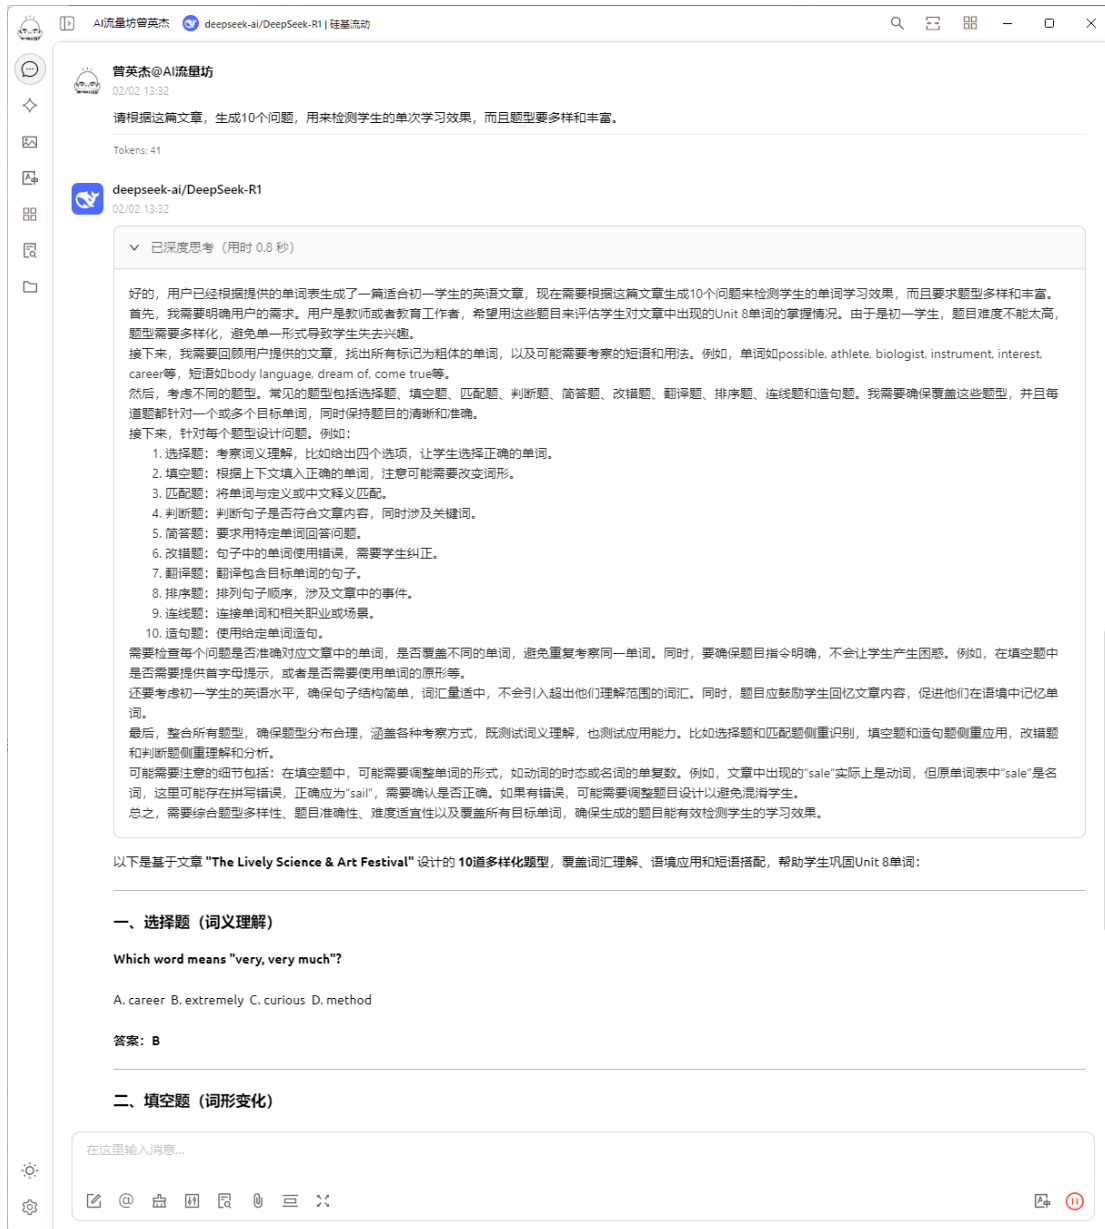 AI流量坊曾英杰 deepseek-ai/DeepSeek-R1 | 硅基流动
曾英杰@AI流量坊
02/02 13:32
请根据这篇文章，生成10个问题，用来检测学生的单次学习效果，而且题型要多样和丰富。
Tokens: 41
deepseek-ai/DeepSeek-R1
02/02 13:32
已深度思考（用时 0.8 秒）
好的，用户已经根据提供的单词表生成了一篇适合初一学生的英语文章，现在需要根据这篇文章生成10个问题来检测学生的单词学习效果，而且要求题型多样和丰富。
首先，我需要明确用户的需求。用户是教师或者教育工作者，希望用这些题目来评估学生对文章中出现的Unit 8单词的掌握情况。由于是初一学生，题目难度不能太高，
题型需要多样化，避免单一形式导致学生失去兴趣。
接下来，我需要回顾用户提供的文章，找出所有标记为粗体的单词，以及可能需要考察的短语和用法。例如，单词如possible, athlete, biologist, instrument, interest,
career等，短语如body language, dream of, come true等。
然后，考虑不同的题型。常见的题型包括选择题、填空题、匹配题、判断题、简答题、改错题、翻译题、排序题、连线题和造句题。我需要确保覆盖这些题型，并且每
道题都针对一个或多个目标单词，同时保持题目的清晰和准确。
接下来，针对每个题型设计问题。例如：
1. 选择题：考察词义理解，比如给出四个选项，让学生选择正确的单词。
2. 填空题：根据上下文填入正确的单词，注意可能需要改变词形。
3. 匹配题：将单词与定义或中文释义匹配。
4. 判断题：判断句子是否符合文章内容，同时涉及关键词。
5. 简答题：要求用特定单词回答问题。
6. 改错题：句子中的单词使用错误，需要学生纠正。
7. 翻译题：翻译包含目标单词的句子。
8. 排序题：排列句子顺序，涉及文章中的事件。
9. 连线题：连接单词和相关职业或场景。
10. 造句题：使用给定单词造句。
需要检查每个问题是否准确对应文章中的单词，是否覆盖不同的单词，避免重复考察同一单词。同时，要确保题目指令明确，不会让学生产生困惑。例如，在填空题中
是否需要提供首字母提示，或者是否需要使用单词的原形等。
还要考虑初一学生的英语水平，确保句子结构简单，词汇量适中，不会引入超出他们理解范围的词汇。同时，题目应鼓励学生回忆文章内容，促进他们在语境中记忆单
词。
最后，整合所有题型，确保题型分布合理，涵盖各种考察方式，既测试词义理解，也测试应用能力。比如选择题和匹配题侧重识别，填空题和造句题侧重应用，改错题
和判断题侧重理解和分析。
可能需要注意的细节包括：在填空题中，可能需要调整单词的形式，如动词的时态或名词的单复数。例如，文章中出现的“sale”实际上是动词，但原单词表中“sale”是名
词，这里可能存在拼写错误，正确应为“sail”，需要确认是否正确。如果有错误，可能需要调整题目设计以避免混淆学生。
总之，需要综合题型多样性、题目准确性、难度适宜性以及覆盖所有目标单词，确保生成的题目能有效检测学生的学习效果。
以下是基于文章 "The Lively Science & Art Festival" 设计的 10道多样化题型，覆盖词汇理解、语境应用和短语搭配，帮助学生巩固Unit 8单词：
一、选择题（词义理解）
Which word means "very, very much"?
A. career B. extremely C. curious D. method
答案：B
二、填空题（词形变化）
在这里输入消息...